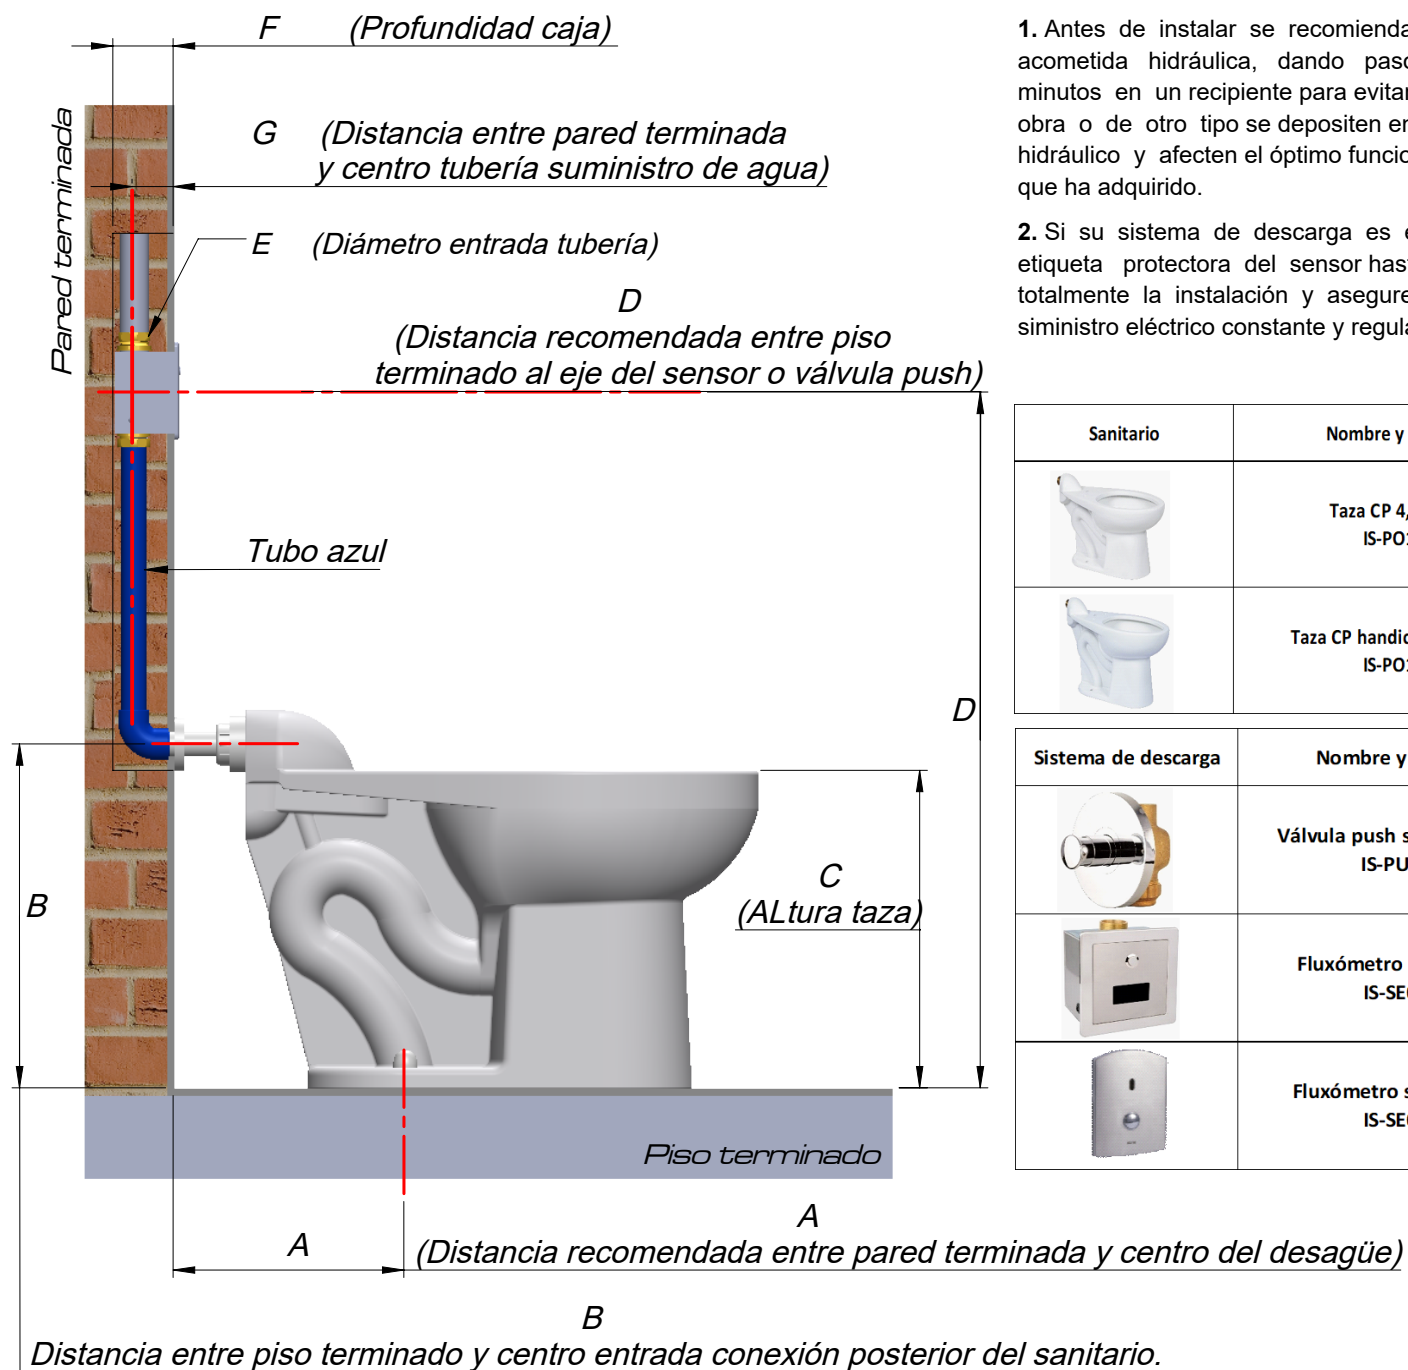 F (Profundidad caja)
Pared terminada
G (Distancia entre pared terminada
y centro tubería suministro de agua)
E (Diámetro entrada tubería)
D
(Distancia recomendada entre piso
terminado al eje del sensor o válvula push)
Tubo azul
D
B
C
(ALtura taza)
Piso terminado
A
A
(Distancia recomendada entre pared terminada y centro del desagüe)
B
Distancia entre piso terminado y centro entrada conexión posterior del sanitario.
1. Antes de instalar se recomienda
acometida hidráulica, dando paso
minutos en un recipiente para evitar
obra o de otro tipo se depositen en
hidráulico y afecten el óptimo funcio
que ha adquirido.
2. Si su sistema de descarga es e
etiqueta protectora del sensor hast
totalmente la instalación y asegure
siministro eléctrico constante y regula
Sanitario Nombre y
Taza CP 4,
IS-PO1
Taza CP handic
IS-PO1
Sistema de descarga Nombre y
Válvula push s
IS-PU
Fluxómetro
IS-SE
Fluxómetro s
IS-SE